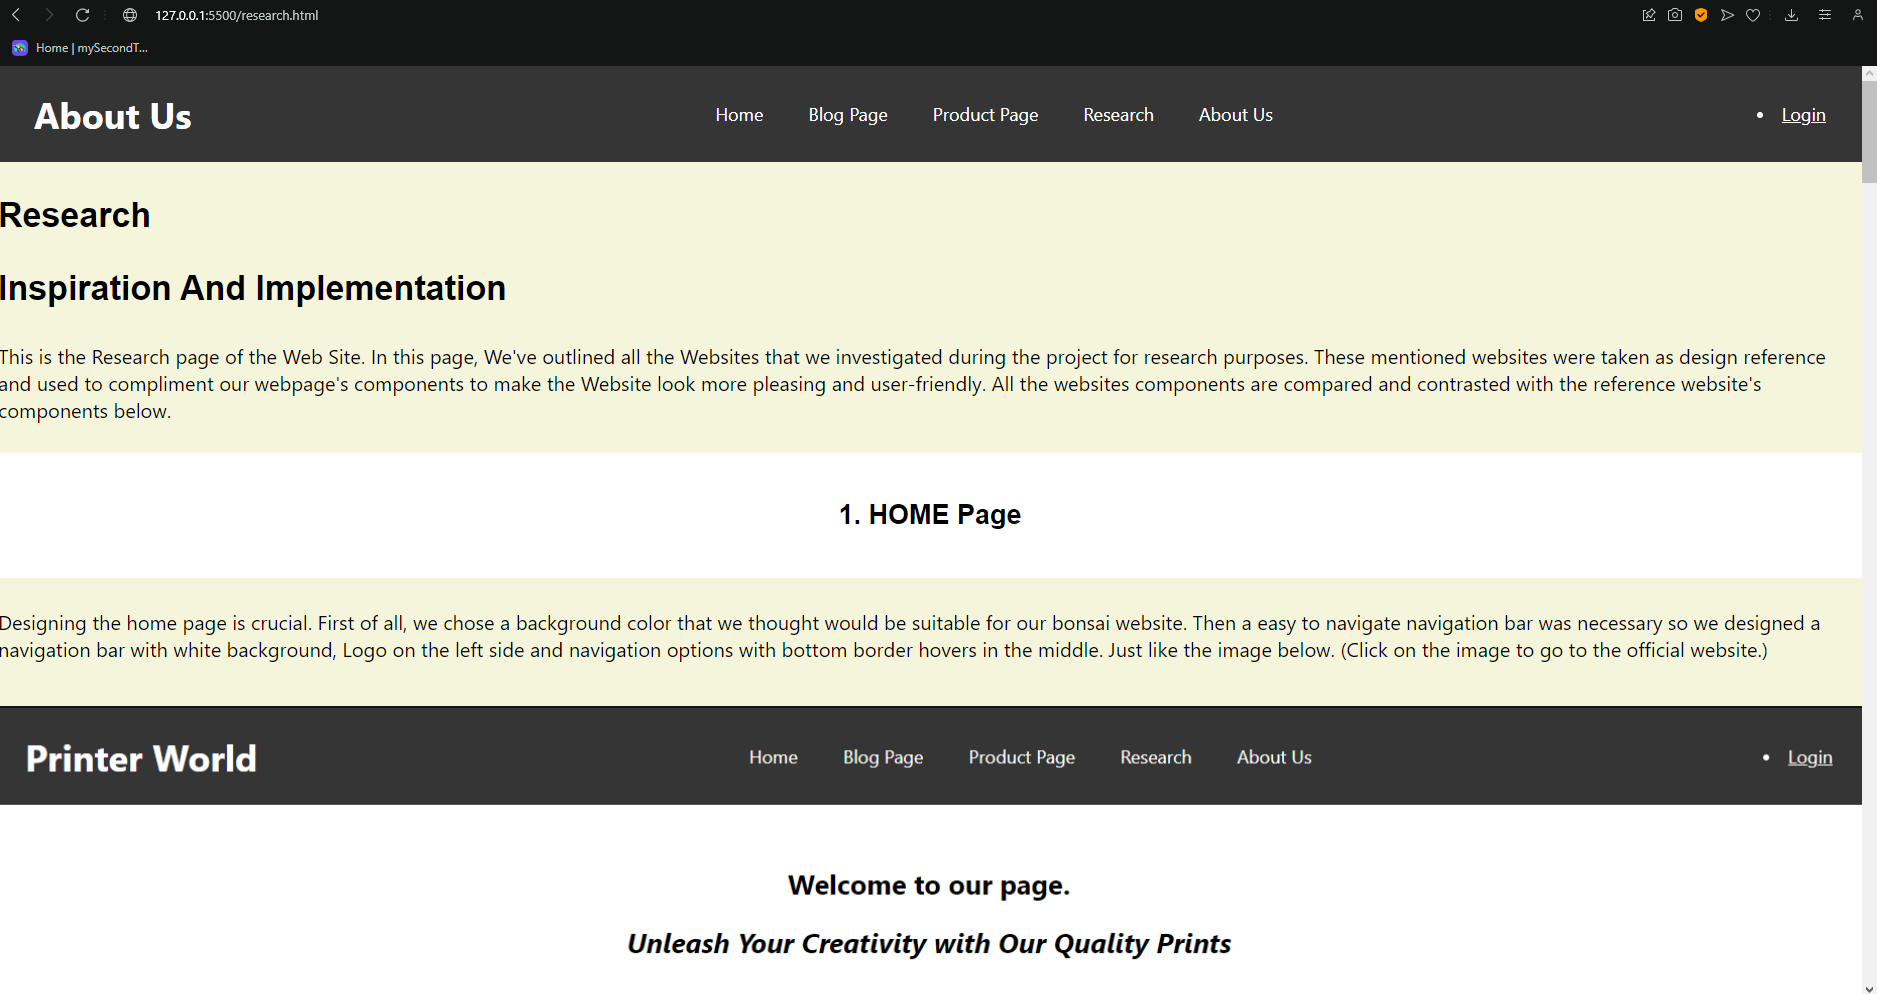 127.0.0.1:5500/research.html
Home | mySecondT...
About Us
Home Blog Page Product Page Research About Us
• Login
Research
Inspiration And Implementation
This is the Research page of the Web Site. In this page, We've outlined all the Websites that we investigated during the project for research purposes. These mentioned websites were taken as design reference
and used to compliment our webpage's components to make the Website look more pleasing and user-friendly. All the websites components are compared and contrasted with the reference website's
components below.
1. HOME Page
Designing the home page is crucial. First of all, we chose a background color that we thought would be suitable for our bonsai website. Then a easy to navigate navigation bar was necessary so we designed a
navigation bar with white background, Logo on the left side and navigation options with bottom border hovers in the middle. Just like the image below. (Click on the image to go to the official website.)
Printer World
Home Blog Page Product Page Research About Us
• Login
Welcome to our page.
Unleash Your Creativity with Our Quality Prints